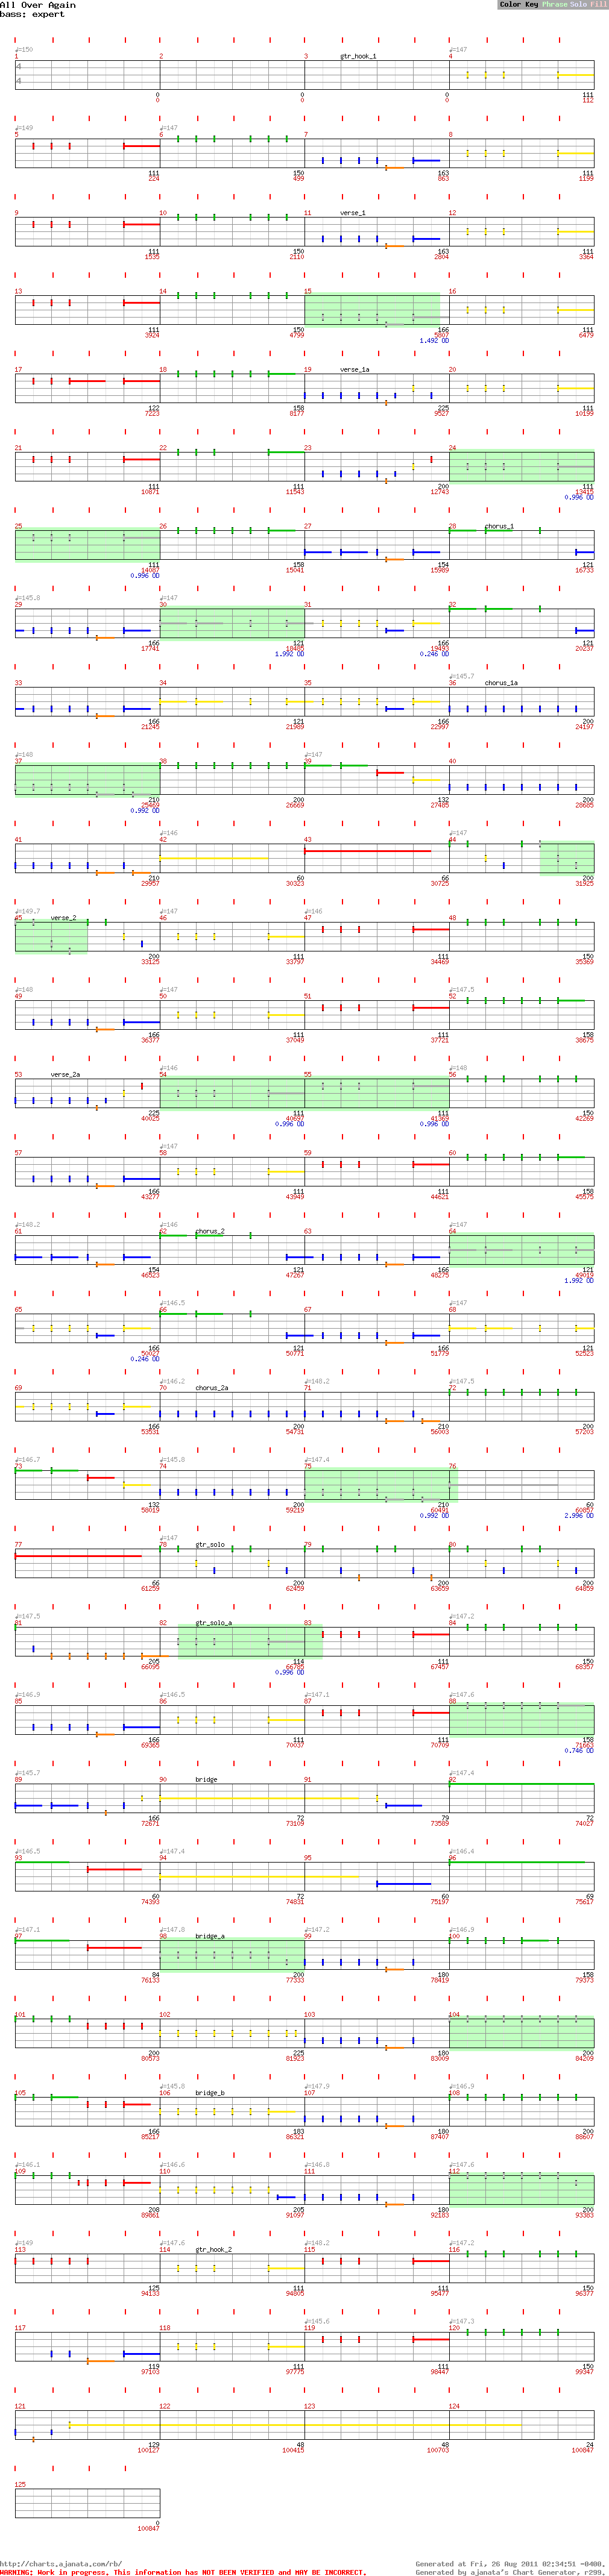 All Over Again
bass: expert
Color Key Phrase Solo Fill
♩=150 ♩=147
1 2 3 gtr_hook_1 4
4
4
0 0 0 111
0 0 0 112
♩=149 ♩=147
5 6 7 8
111 150 163 111
224 499 863 1199
9 10 11 verse_1 12
111 150 163 111
1535 2110 2804 3364
13 14 15 16
111 150 166 111
3924 4799 5807 6479
1.492 OD
17 18 19 verse_1a 20
122 158 225 111
7223 8177 9527 10199
21 22 23 24
111 111 200 111
10871 11543 12743 13415
0.996 OD
25 26 27 28 chorus_1
111 158 154 121
14087 15041 15989 16733
0.996 OD
♩=145.8 ♩=147
29 30 31 32
166 121 166 121
17741 18485 19493 20237
1.992 OD 0.246 OD
♩=145.7
33 34 35 36 chorus_1a
166 121 166 200
21245 21989 22997 24197
♩=148 ♩=147
37 38 39 40
210 200 132 200
25469 26669 27485 28685
0.992 OD
♩=146 ♩=147
41 42 43 44
210 60 66 200
29957 30323 30725 31925
♩=149.7 ♩=147 ♩=146
45 verse_2 46 47 48
200 111 111 150
33125 33797 34469 35369
♩=148 ♩=147 ♩=147.5
49 50 51 52
166 111 111 158
36377 37049 37721 38675
♩=146 ♩=148
53 verse_2a 54 55 56
225 111 111 150
40025 40697 41369 42269
0.996 OD 0.996 OD
♩=147
57 58 59 60
166 111 111 158
43277 43949 44621 45575
♩=148.2 ♩=146 ♩=147
61 62 chorus_2 63 64
154 121 166 121
46523 47267 48275 49019
1.992 OD
♩=146.5 ♩=147
65 66 67 68
166 121 166 121
50027 50771 51779 52523
0.246 OD
♩=146.2 ♩=148.2 ♩=147.5
69 70 chorus_2a 71 72
166 200 210 200
53531 54731 56003 57203
♩=146.7 ♩=145.8 ♩=147.4
73 74 75 76
132 200 210 60
58019 59219 60491 60857
0.992 OD 2.996 OD
♩=147
77 78 gtr_solo 79 80
66 200 200 200
61259 62459 63659 64859
♩=147.5 ♩=147.2
81 82 gtr_solo_a 83 84
205 114 111 150
66095 66785 67457 68357
0.996 OD
♩=146.9 ♩=146.5 ♩=147.1 ♩=147.6
85 86 87 88
166 111 111 158
69365 70037 70709 71663
0.746 OD
♩=145.7 ♩=147.4
89 90 bridge 91 92
166 72 79 72
72671 73109 73589 74027
♩=146.5 ♩=147.4 ♩=146.4
93 94 95 96
60 72 60 69
74393 74831 75197 75617
♩=147.1 ♩=147.8 ♩=147.2 ♩=146.9
97 98 bridge_a 99 100
84 200 180 158
76133 77333 78419 79373
101 102 103 104
200 225 180 200
80573 81923 83009 84209
♩=145.8 ♩=147.9 ♩=146.9
105 106 bridge_b 107 108
166 183 180 200
85217 86321 87407 88607
♩=146.1 ♩=146.6 ♩=146.8 ♩=147.6
109 110 111 112
208 205 180 200
89861 91097 92183 93383
♩=149 ♩=147.6 ♩=148.2 ♩=147.2
113 114 gtr_hook_2 115 116
125 111 111 150
94133 94805 95477 96377
♩=145.6 ♩=147.3
117 118 119 120
119 111 111 150
97103 97775 98447 99347
121 122 123 124
129 48 48 24
100127 100415 100703 100847
125
0
100847
http://charts.ajanata.com/rb/ Generated at Fri, 26 Aug 2011 02:34:51 -0400.
WARNING: Work in progress. This information has NOT BEEN VERIFIED and MAY BE INCORRECT. Generated by ajanata's Chart Generator, r299.